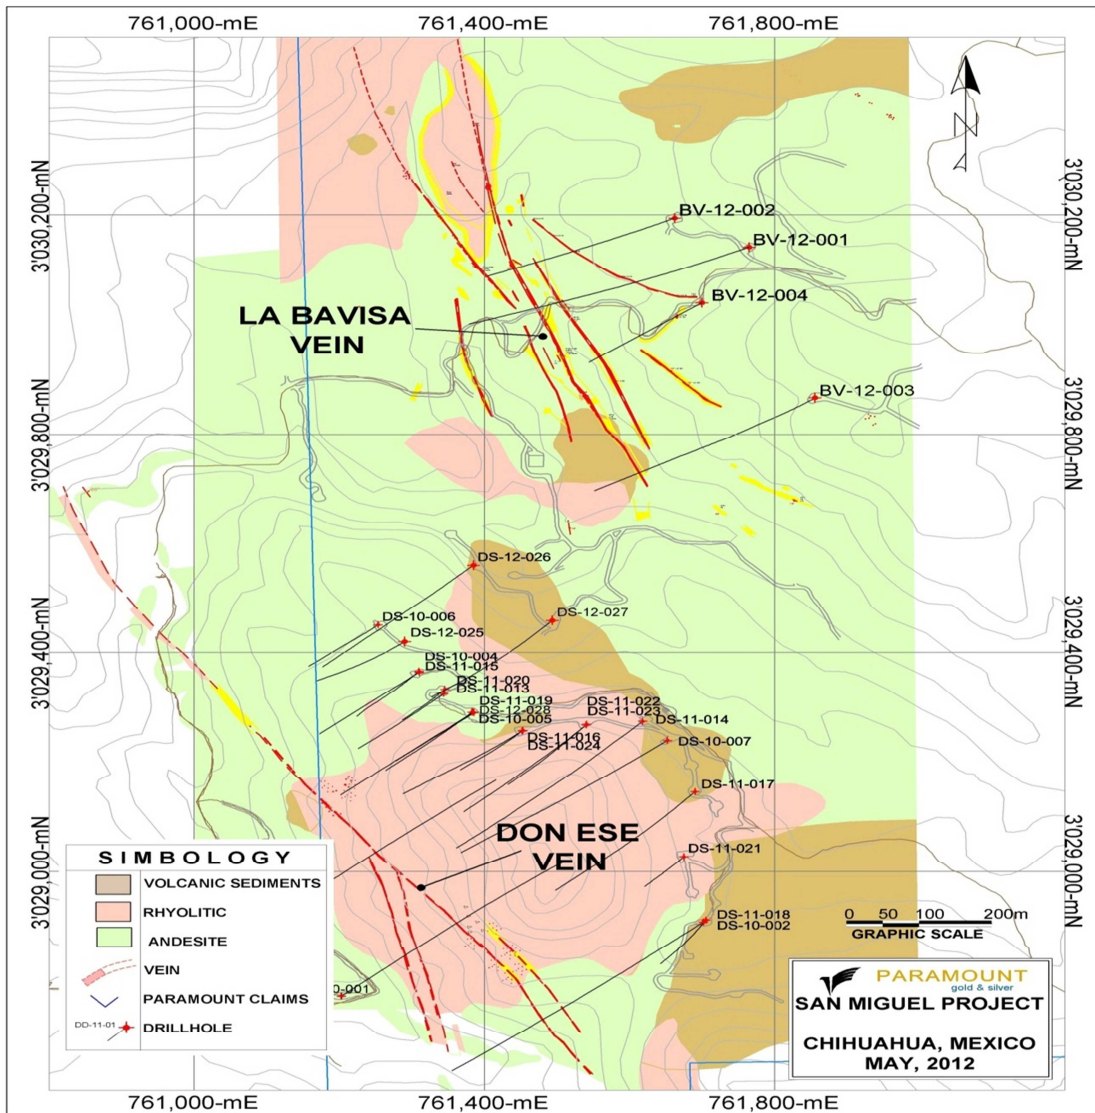 761,000-mE
761,400-mE
761,800-mE
3'030,200-mN
3'030,200-mN
BV-12-002
BV-12-001
BV-12-004
LA BAVISA
VEIN
BV-12-003
3'029,800-mN
3'029,800-mN
DS-12-026
DS-10-006
DS-12-027
DS-12-025
3'029,400-mN
3'029,400-mN
DS-10-004
DS-11-015
DS-11-020
DS-11-013
DS-11-019
DS-12-028
DS-10-005
DS-11-022
DS-11-023
DS-11-014
DS-11-016
DS-11-024
DS-10-007
DS-11-017
DON ESE
VEIN
DS-11-021
3'029,000-mN
3'029,000-mN
DS-11-018
DS-10-002
0-001
SIMBOLOGY
VOLCANIC SEDIMENTS
RHYOLITIC
ANDESITE
VEIN
PARAMOUNT CLAIMS
DD-11-01
DRILLHOLE
0 50 100 200m
GRAPHIC SCALE
PARAMOUNT
gold & silver
SAN MIGUEL PROJECT
CHIHUAHUA, MEXICO
MAY, 2012
761,000-mE
761,400-mE
761,800-mE